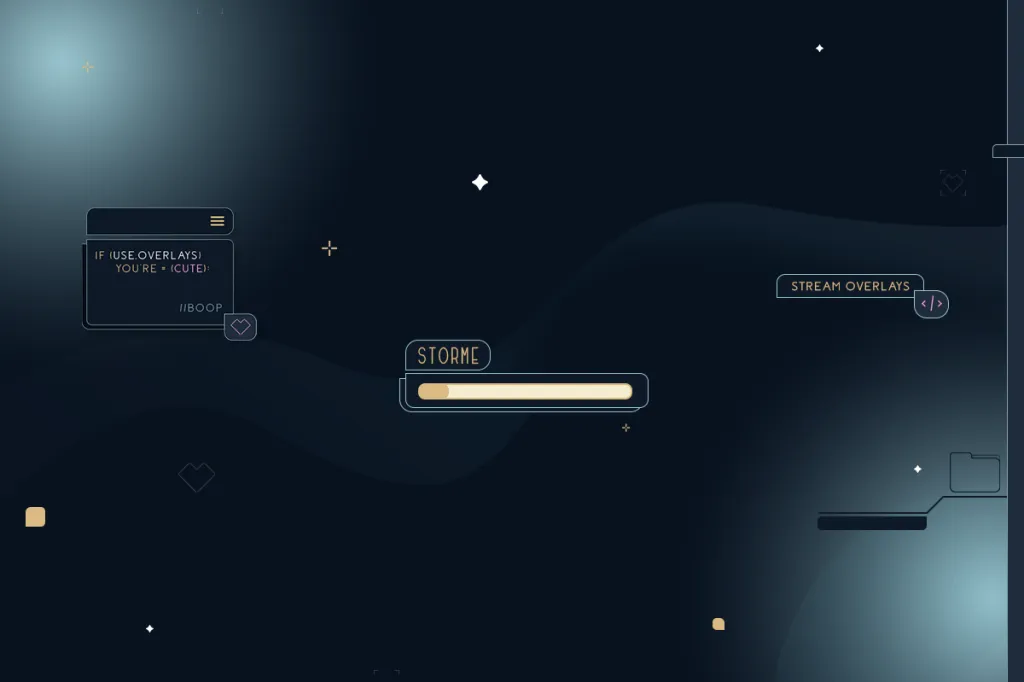 IF (USE.OVERLAYS)
YOU'RE = (CUTE);
//BOOP
STREAM OVERLAYS
</>
STORME